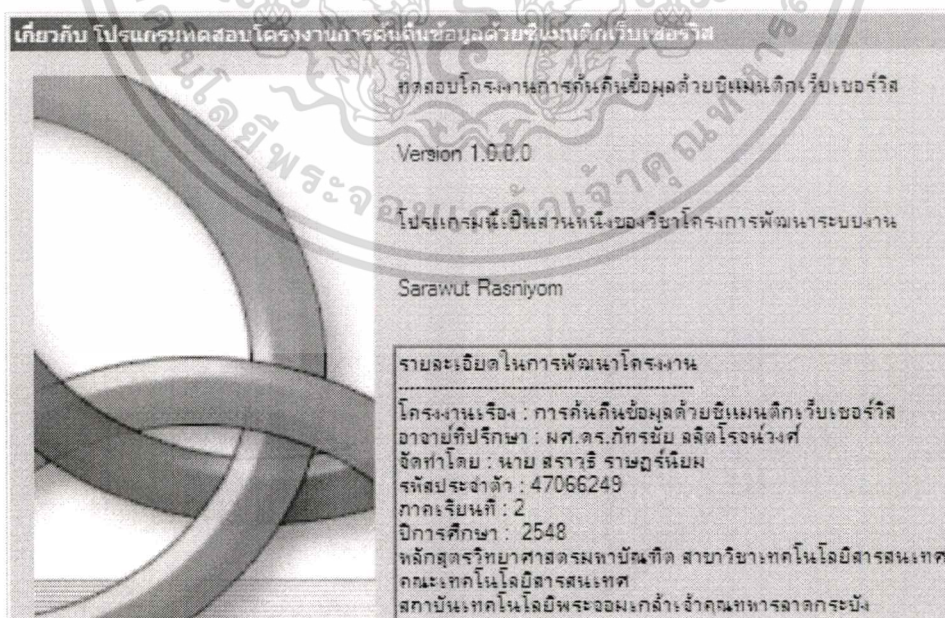 เกี่ยวกับ โปรแกรมทดสอบโครงงานการค้นคืนข้อมูลด้วยซิแมนติกเว็บเซอร์วิส
ทดสอบโครงงานการค้นคืนข้อมูลด้วยซิแมนติกเว็บเซอร์วิส
Version 1.0.0.0
โปรแกรมนี้เป็นส่วนหนึ่งของวิชาโครงการพัฒนาระบบงาน
Sarawut Rasniyom
รายละเอียดในการพัฒนาโครงงาน
--------------------------------------------------
โครงงานเรื่อง : การค้นคืนข้อมูลด้วยซิแมนติกเว็บเซอร์วิส
อาจารย์ที่ปรึกษา : ผศ.ดร.ภัทรชัย ลลิตโรจน์วงศ์
จัดทำโดย : นาย สราวุธิ ราษฎร์นิยม
รหัสประจำตัว : 47066249
ภาคเรียนที่ : 2
ปีการศึกษา : 2548
หลักสูตรวิทยาศาสตรมหาบัณฑิต สาขาวิชาเทคโนโลยีสารสนเทศ
คณะเทคโนโลยีสารสนเทศ
สถาบันเทคโนโลยีพระจอมเกล้าเจ้าคุณทหารลาดกระบัง